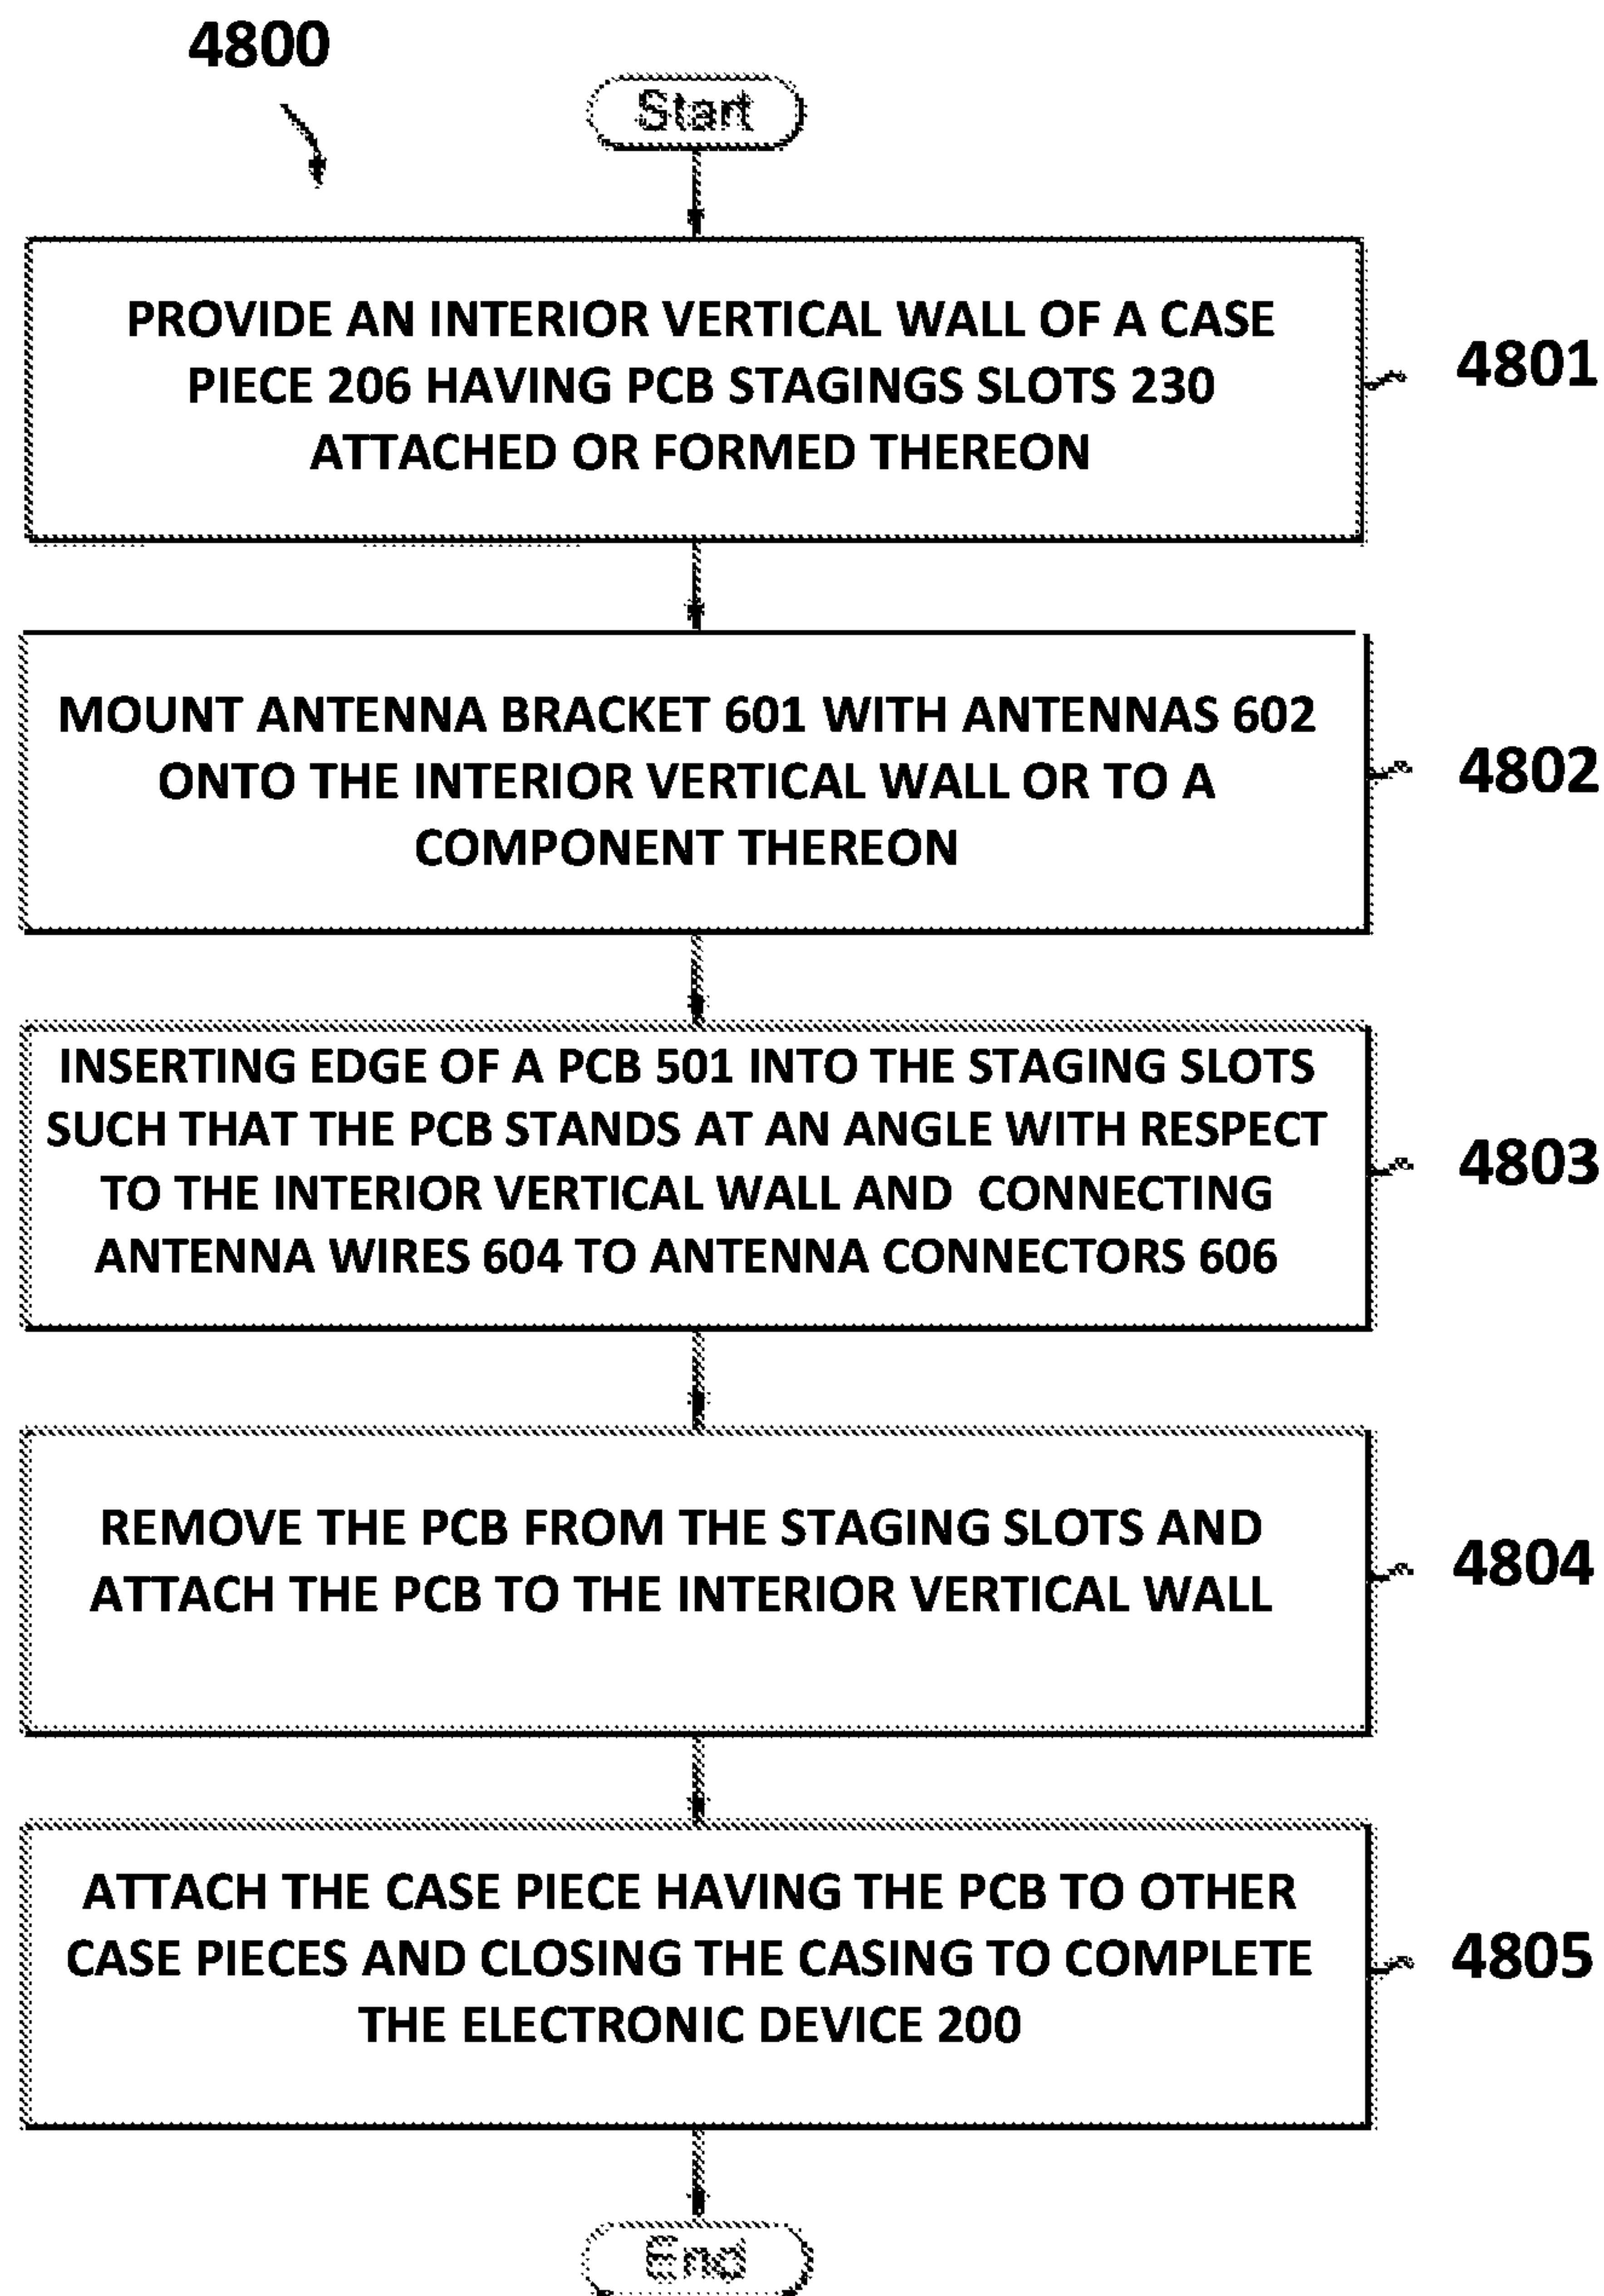 4800
Start
PROVIDE AN INTERIOR VERTICAL WALL OF A CASE
PIECE 206 HAVING PCB STAGINGS SLOTS 230
ATTACHED OR FORMED THEREON
4801
MOUNT ANTENNA BRACKET 601 WITH ANTENNAS 602
ONTO THE INTERIOR VERTICAL WALL OR TO A
COMPONENT THEREON
4802
INSERTING EDGE OF A PCB 501 INTO THE STAGING SLOTS
SUCH THAT THE PCB STANDS AT AN ANGLE WITH RESPECT
TO THE INTERIOR VERTICAL WALL AND CONNECTING
ANTENNA WIRES 604 TO ANTENNA CONNECTORS 606
4803
REMOVE THE PCB FROM THE STAGING SLOTS AND
ATTACH THE PCB TO THE INTERIOR VERTICAL WALL
4804
ATTACH THE CASE PIECE HAVING THE PCB TO OTHER
CASE PIECES AND CLOSING THE CASING TO COMPLETE
THE ELECTRONIC DEVICE 200
4805
End